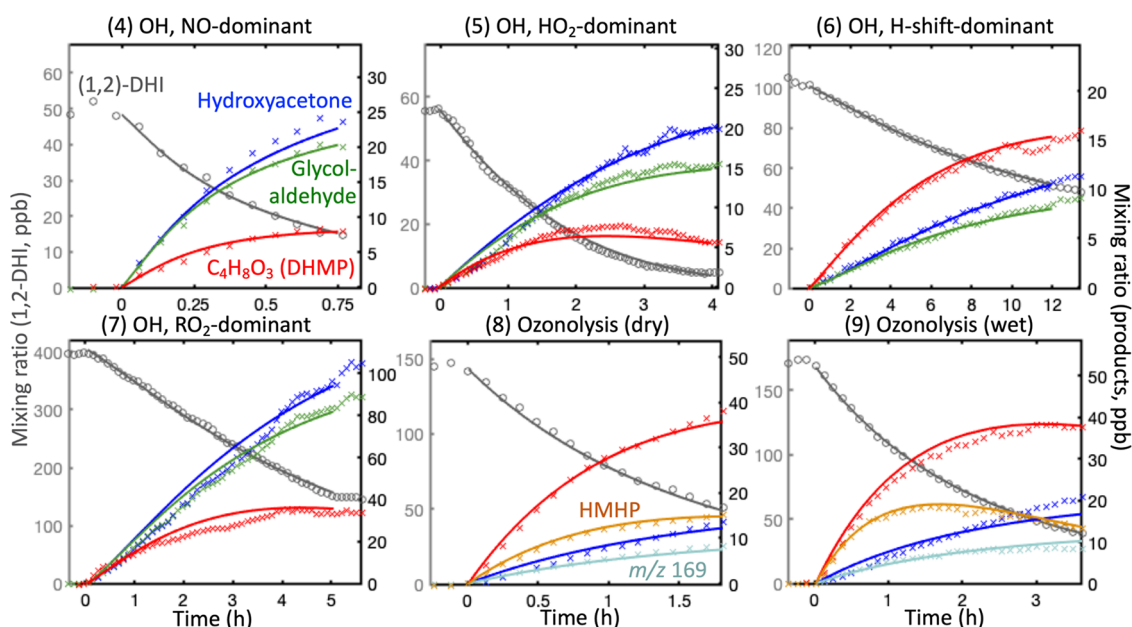 (4) OH, NO-dominant
(5) OH, HO₂-dominant
(6) OH, H-shift-dominant
60
50
40
30
20
10
0
(1,2)-DHI
Hydroxyacetone
Glycol-
aldehyde
C₄H₈O₃ (DHMP)
30
25
20
15
10
5
0
0 0.25 0.5 0.75
60
40
20
0
30
25
20
15
10
5
0
0 1 2 3 4
120
100
80
60
40
20
0
20
15
10
5
0
0 2 4 6 8 10 12
Mixing ratio (1,2-DHI, ppb)
Mixing ratio (products, ppb)
(7) OH, RO₂-dominant
(8) Ozonolysis (dry)
(9) Ozonolysis (wet)
400
300
200
100
0
100
80
60
40
20
0
0 1 2 3 4 5
Time (h)
150
100
50
0
HMHP
m/z 169
50
40
30
20
10
0
0 0.5 1 1.5
Time (h)
150
100
50
0
50
40
30
20
10
0
0 1 2 3
Time (h)